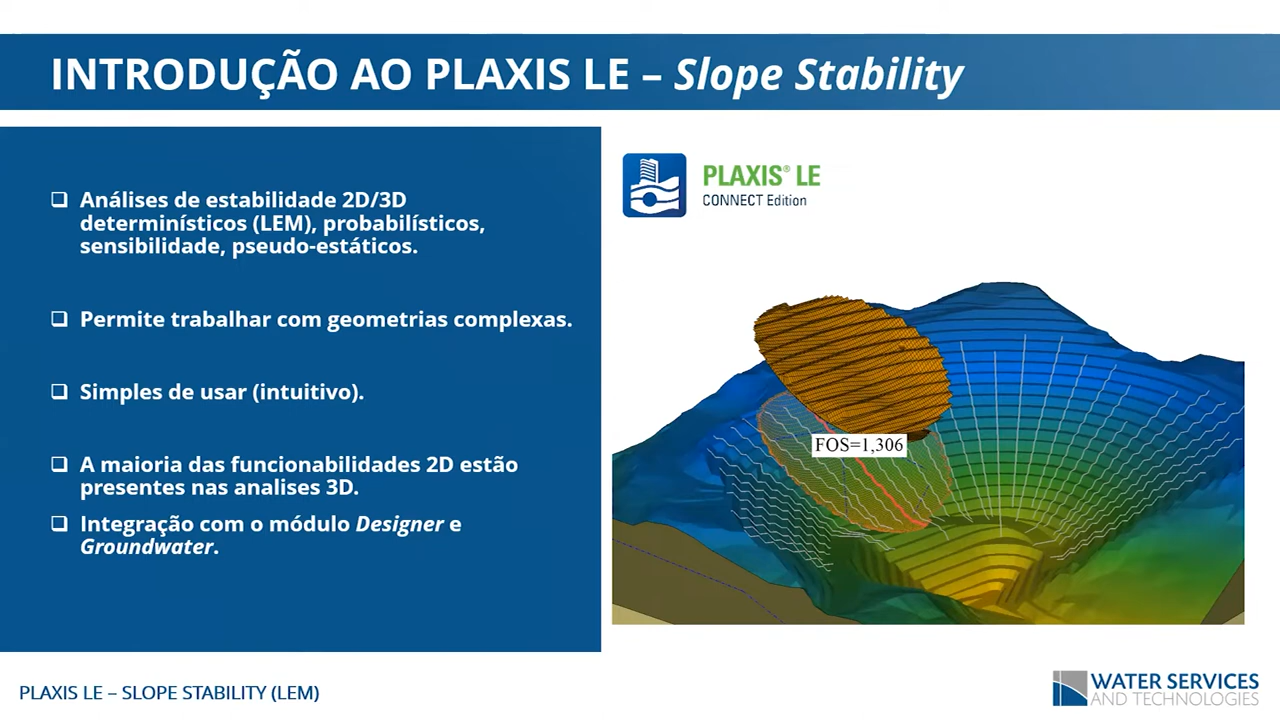 INTRODUÇÃO AO PLAXIS LE – Slope Stability
❑ Análises de estabilidade 2D/3D
determinísticos (LEM), probabilísticos,
sensibilidade, pseudo-estáticos.
❑ Permite trabalhar com geometrias complexas.
❑ Simples de usar (intuitivo).
❑ A maioria das funcionabilidades 2D estão
presentes nas analises 3D.
❑ Integração com o módulo Designer e
Groundwater.
PLAXIS® LE
CONNECT Edition
FOS=1,306
PLAXIS LE – SLOPE STABILITY (LEM)
WATER SERVICES
AND TECHNOLOGIES